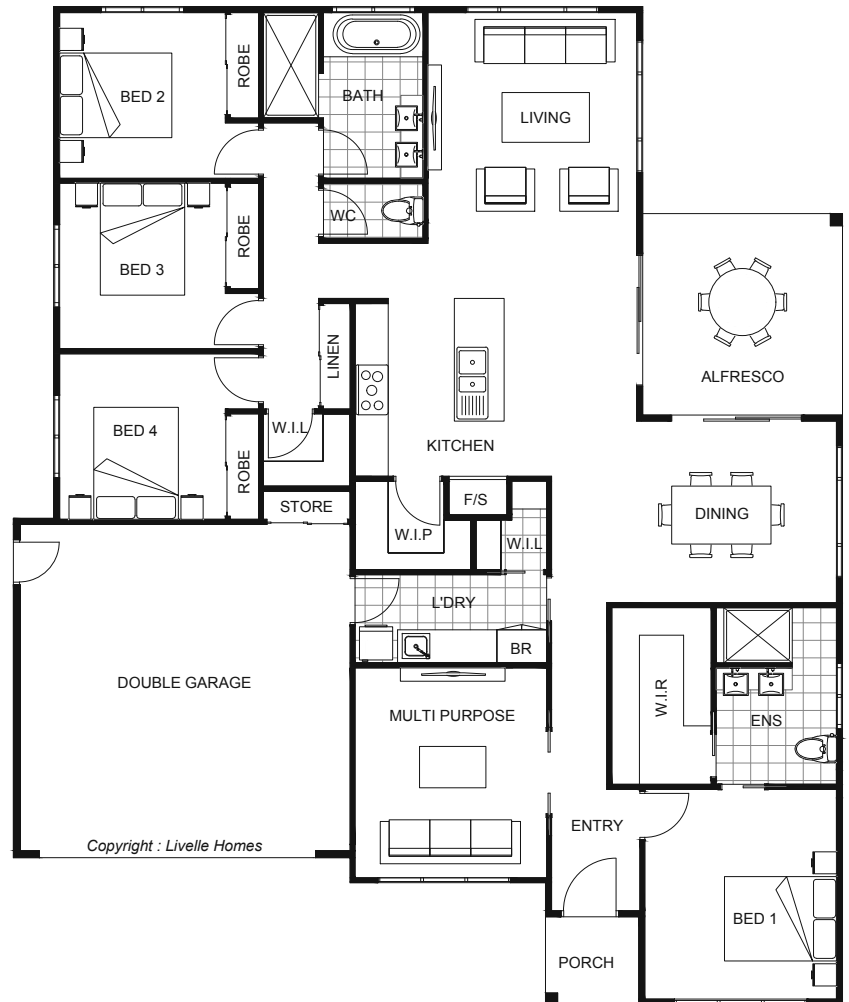 BED 2
ROBE
BATH
LIVING
WC
BED 3
ROBE
ALFRESCO
LINEN
BED 4
ROBE
W.I.L
KITCHEN
STORE
F/S
W.I.P
W.I.L
DINING
L'DRY
BR
DOUBLE GARAGE
MULTI PURPOSE
W.I.R
ENS
ENTRY
Copyright : Livelle Homes
BED 1
PORCH